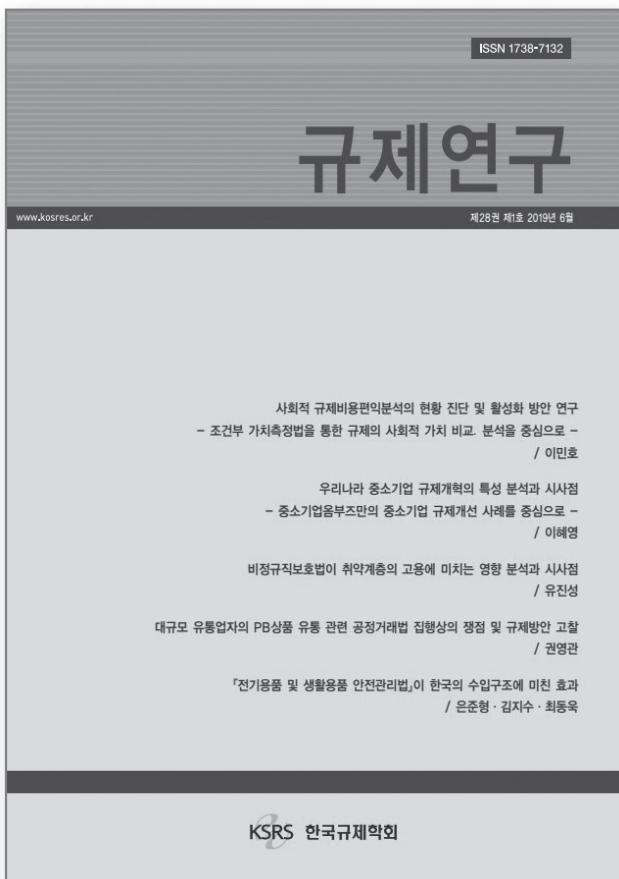 ISSN 1738-7132
규제연구
www.kosres.or.kr 제28권 제1호 2019년 6월
사회적 규제비용편익분석의 현황 진단 및 활성화 방안 연구
- 조건부 가치측정법을 통한 규제의 사회적 가치 비교. 분석을 중심으로 -
/ 이민호
우리나라 중소기업 규제개혁의 특성 분석과 시사점
- 중소기업옴부즈만의 중소기업 규제개선 사례를 중심으로 -
/ 이혜영
비정규직보호법이 취약계층의 고용에 미치는 영향 분석과 시사점
/ 유진성
대규모 유통업자의 PB상품 유통 관련 공정거래법 집행상의 쟁점 및 규제방안 고찰
/ 권영관
「전기용품 및 생활용품 안전관리법」이 한국의 수입구조에 미친 효과
/ 은준형 · 김지수 · 최동욱
KSRS 한국규제학회